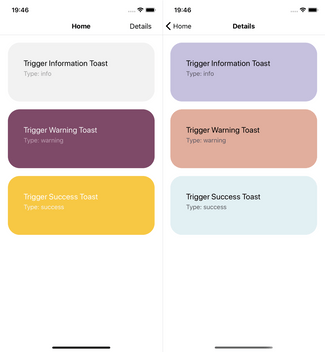 19:46
Home
Details
Trigger Information Toast
Type: info
Trigger Warning Toast
Type: warning
Trigger Success Toast
Type: success
19:46
Home
Details
Trigger Information Toast
Type: info
Trigger Warning Toast
Type: warning
Trigger Success Toast
Type: success